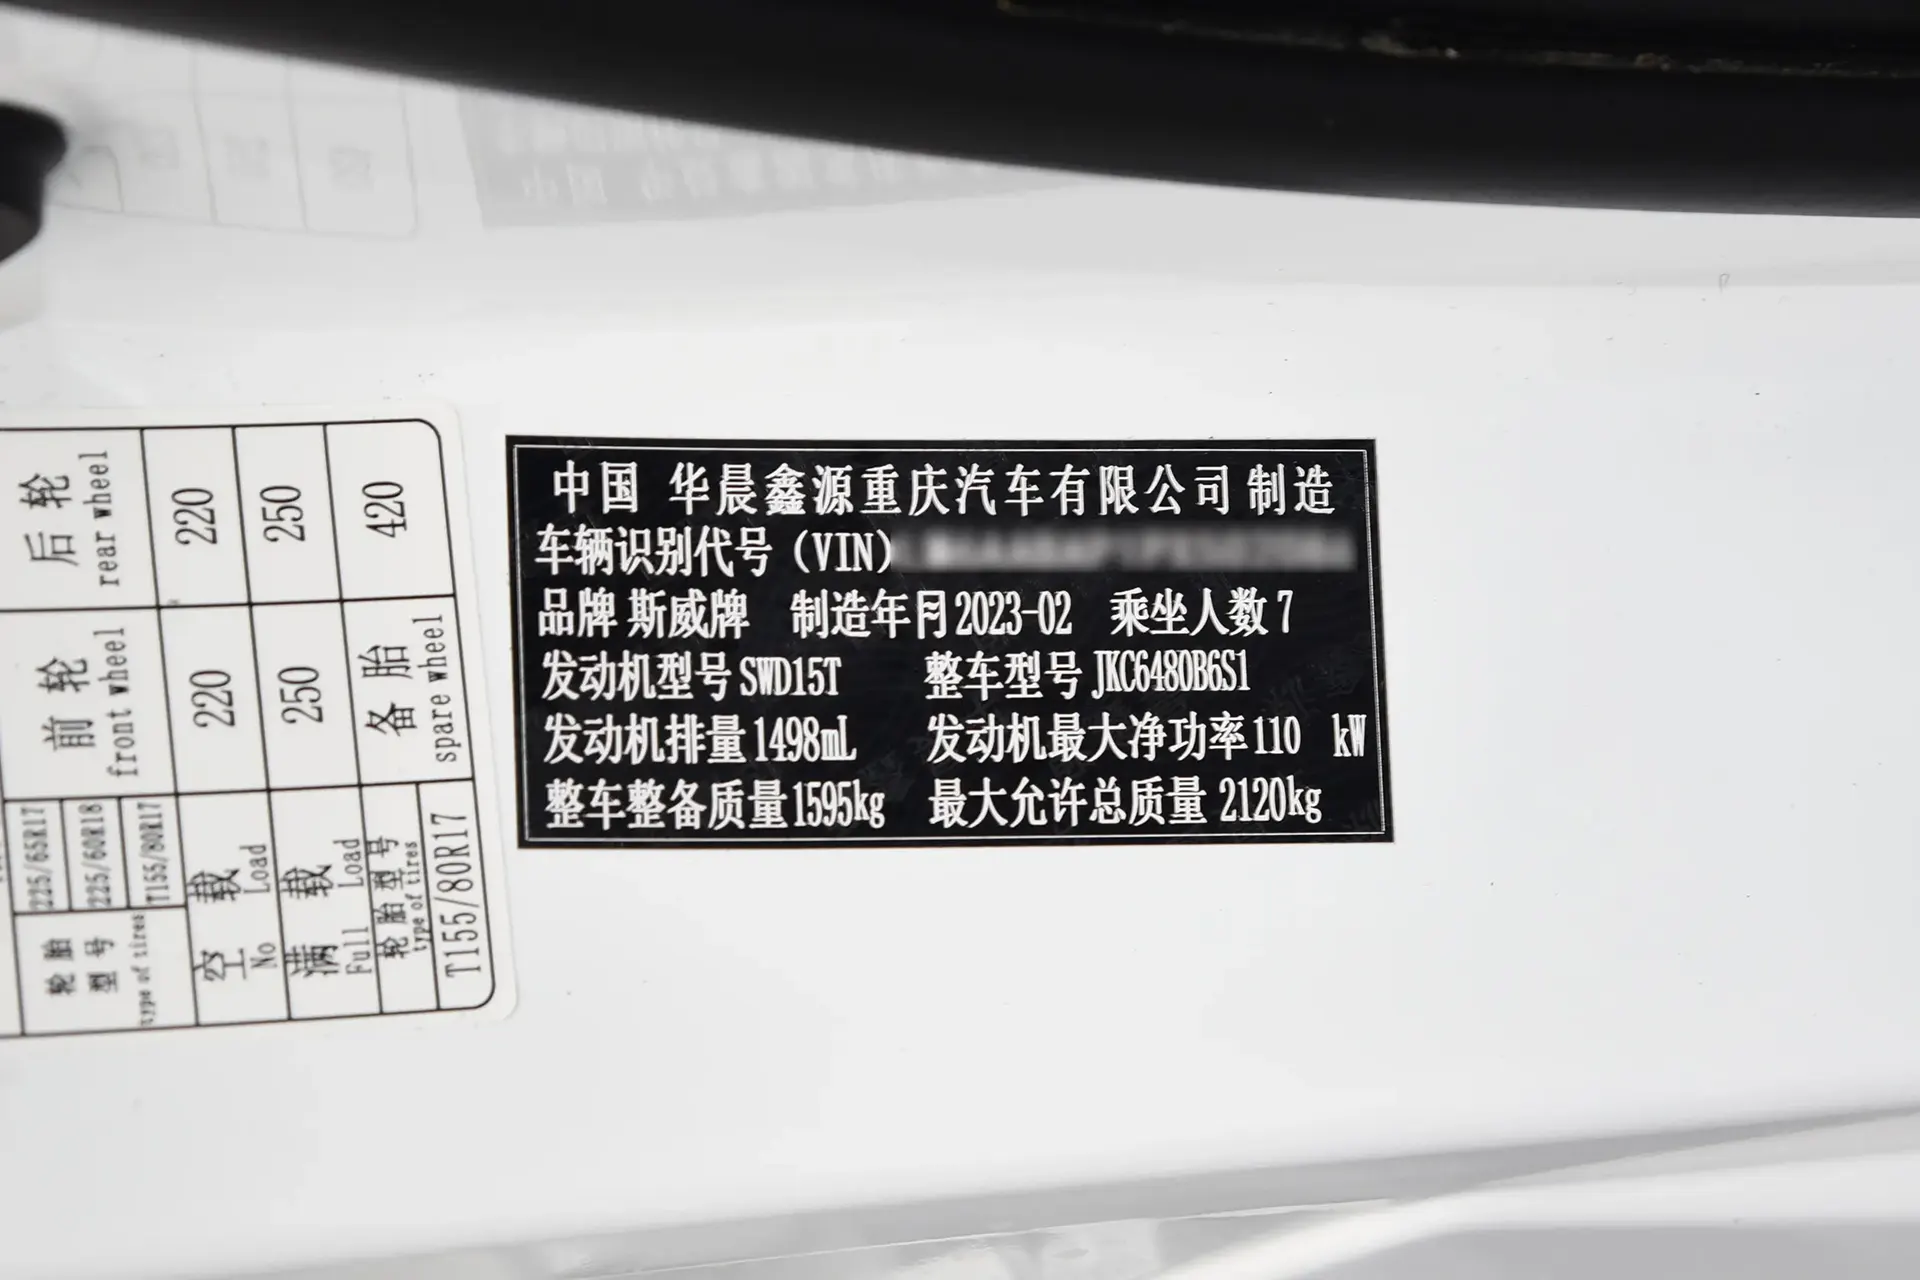 中国 华晨鑫源重庆汽车有限公司 制造
车辆识别代号（VIN）
品牌 斯威牌 制造年月 2023-02 乘坐人数 7
发动机型号 SWD15T 整车型号 JKC6480B6S1
发动机排量 1498mL 发动机最大净功率 110 kW
整车整备质量 1595kg 最大允许总质量 2120kg
轮胎型号 type of tires
225/65R17
225/60R18
T155/80R17
前轮 front wheel
后轮 rear wheel
空载 No Load 220 220
满载 Full Load 250 250
轮胎型号 type of tires
备胎 spare wheel 420
T155/80R17